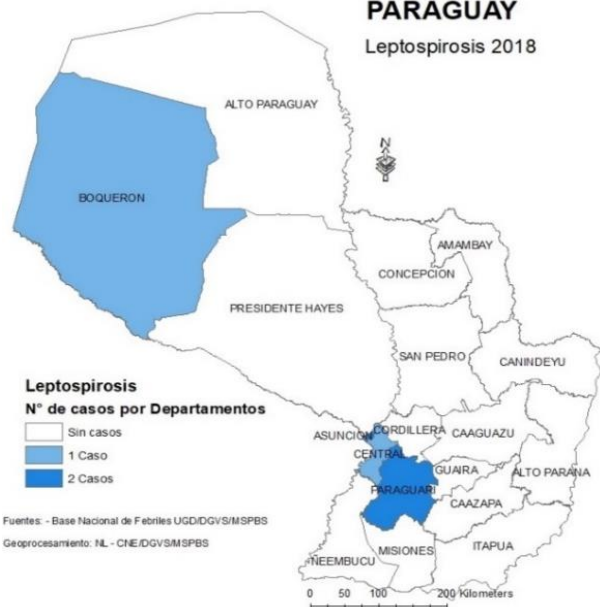 PARAGUAY
Leptospirosis 2018
N
ALTO PARAGUAY
BOQUERON
AMAMBAY
CONCEPCION
PRESIDENTE HAYES
SAN PEDRO
CANINDEYU
Leptospirosis
N° de casos por Departamentos
Sin casos
1 Caso
2 Casos
ASUNCION
CORDILLERA
CAAGUAZU
CENTRAL
GUAIRA
ALTO PARANA
PARAGUARI
CAAZAPA
ITAPUA
MISIONES
ÑEEMBUCU
Fuentes: - Base Nacional de Febriles UGD/DGVS/MSPBS
Geoprocesamiento: NL - CNE/DGVS/MSPBS
0 50 100 200 Kilometers